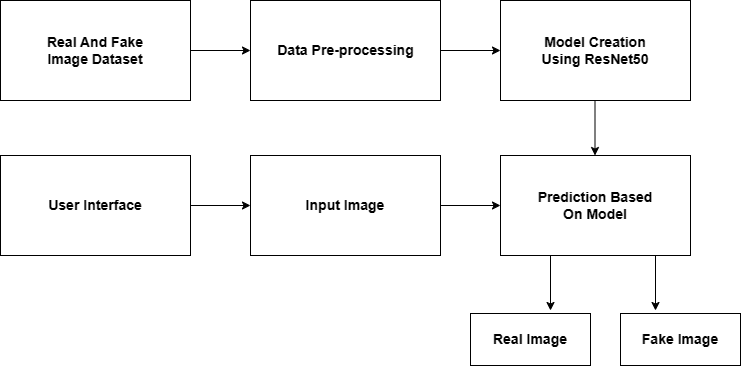 Real And Fake
Image Dataset
Data Pre-processing
Model Creation
Using ResNet50
User Interface
Input Image
Prediction Based
On Model
Real Image
Fake Image